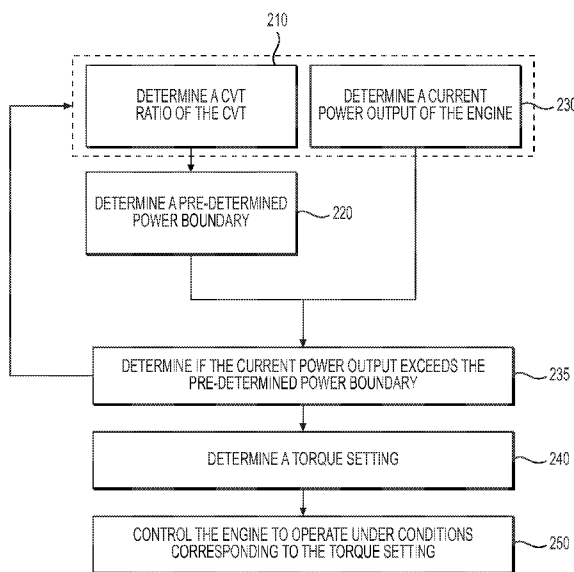 210
DETERMINE A CVT
RATIO OF THE CVT
DETERMINE A CURRENT
POWER OUTPUT OF THE ENGINE
230
DETERMINE A PRE-DETERMINED
POWER BOUNDARY
220
DETERMINE IF THE CURRENT POWER OUTPUT EXCEEDS THE
PRE-DETERMINED POWER BOUNDARY
235
DETERMINE A TORQUE SETTING
240
CONTROL THE ENGINE TO OPERATE UNDER CONDITIONS
CORRESPONDING TO THE TORQUE SETTING
250